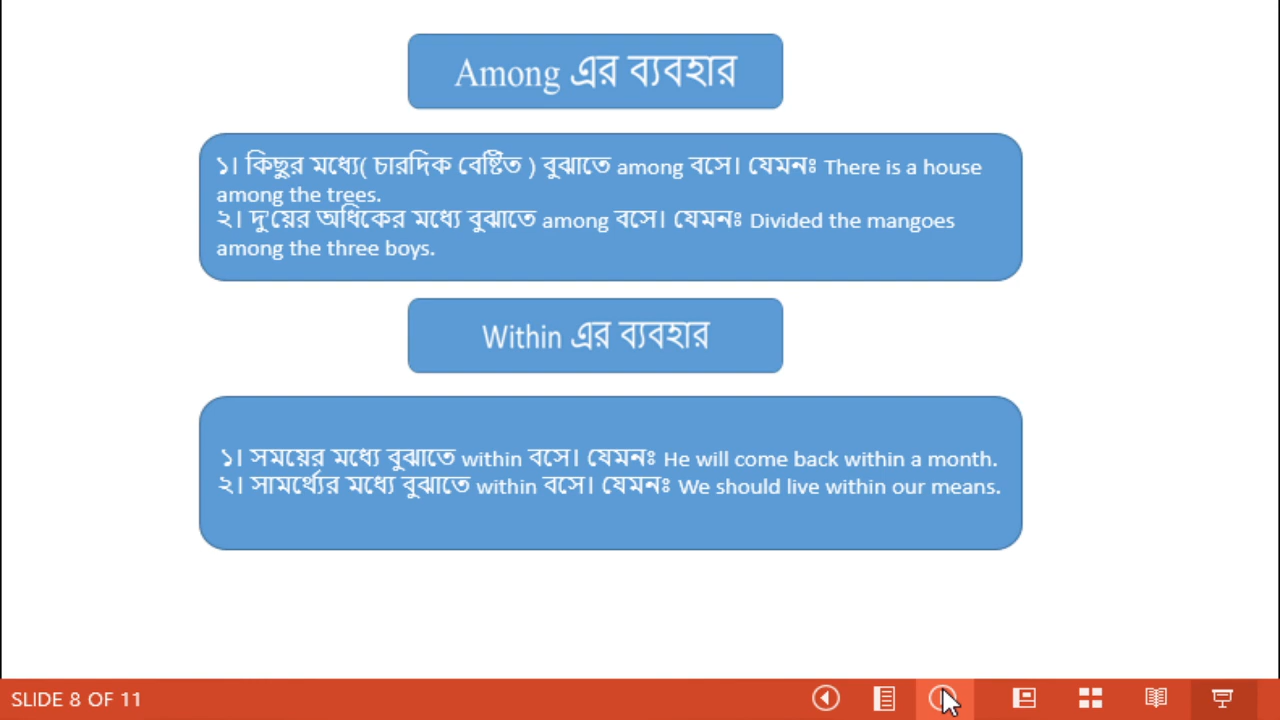 Among এর ব্যবহার
১। কিছুর মধ্যে( চারদিক বেষ্টিত ) বুঝাতে among বসে। যেমনঃ There is a house
among the trees.
২। দু'য়ের অধিকের মধ্যে বুঝাতে among বসে। যেমনঃ Divided the mangoes
among the three boys.
Within এর ব্যবহার
১। সময়ের মধ্যে বুঝাতে within বসে। যেমনঃ He will come back within a month.
২। সামর্থ্যের মধ্যে বুঝাতে within বসে। যেমনঃ We should live within our means.
SLIDE 8 OF 11